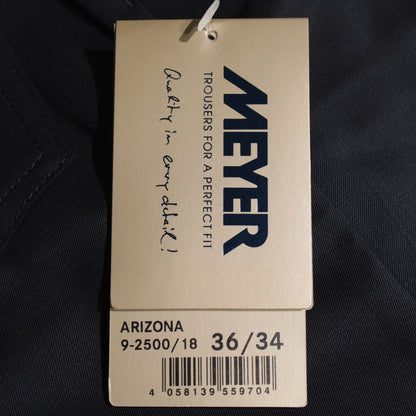 MEYER
TROUSERS FOR A PERFECT FIT
Quality in every detail!
ARIZONA
9-2500/18 36/34
4 058139 559704